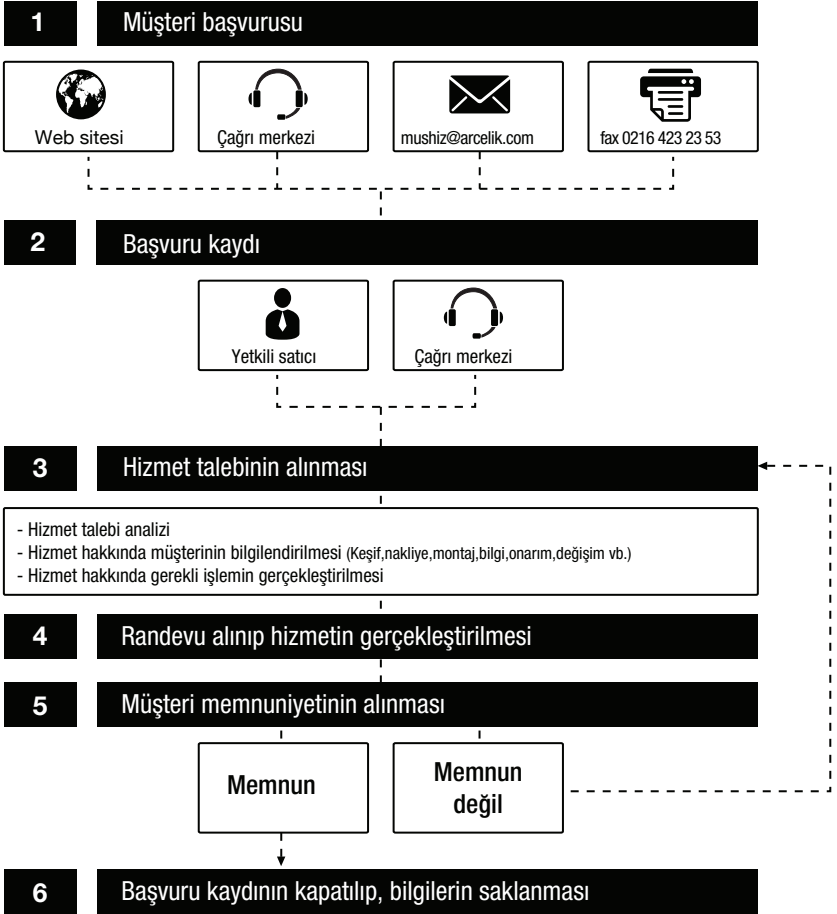 1 Müşteri başvurusu
Web sitesi
Çağrı merkezi
mushiz@arcelik.com
fax 0216 423 23 53
2 Başvuru kaydı
Yetkili satıcı
Çağrı merkezi
3 Hizmet talebinin alınması
- Hizmet talebi analizi
- Hizmet hakkında müşterinin bilgilendirilmesi (Keşif,nakliye,montaj,bilgi,onarım,değişim vb.)
- Hizmet hakkında gerekli işlemin gerçekleştirilmesi
4 Randevu alınıp hizmetin gerçekleştirilmesi
5 Müşteri memnuniyetinin alınması
Memnun
Memnun
değil
6 Başvuru kaydının kapatılıp, bilgilerin saklanması